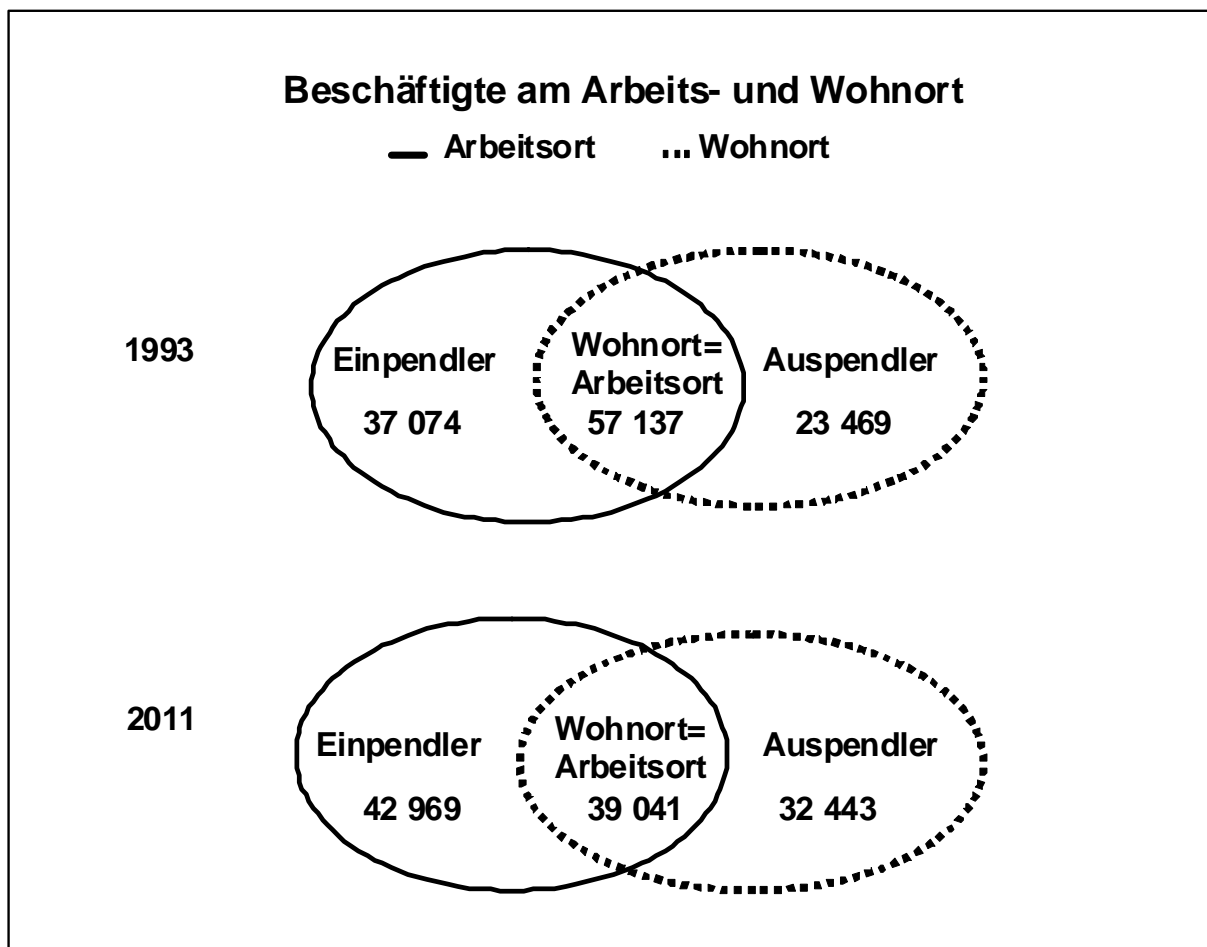 Beschäftigte am Arbeits- und Wohnort
Arbeitsort ... Wohnort
1993
Einpendler
37 074
Wohnort=
Arbeitsort
57 137
Auspendler
23 469
2011
Einpendler
42 969
Wohnort=
Arbeitsort
39 041
Auspendler
32 443